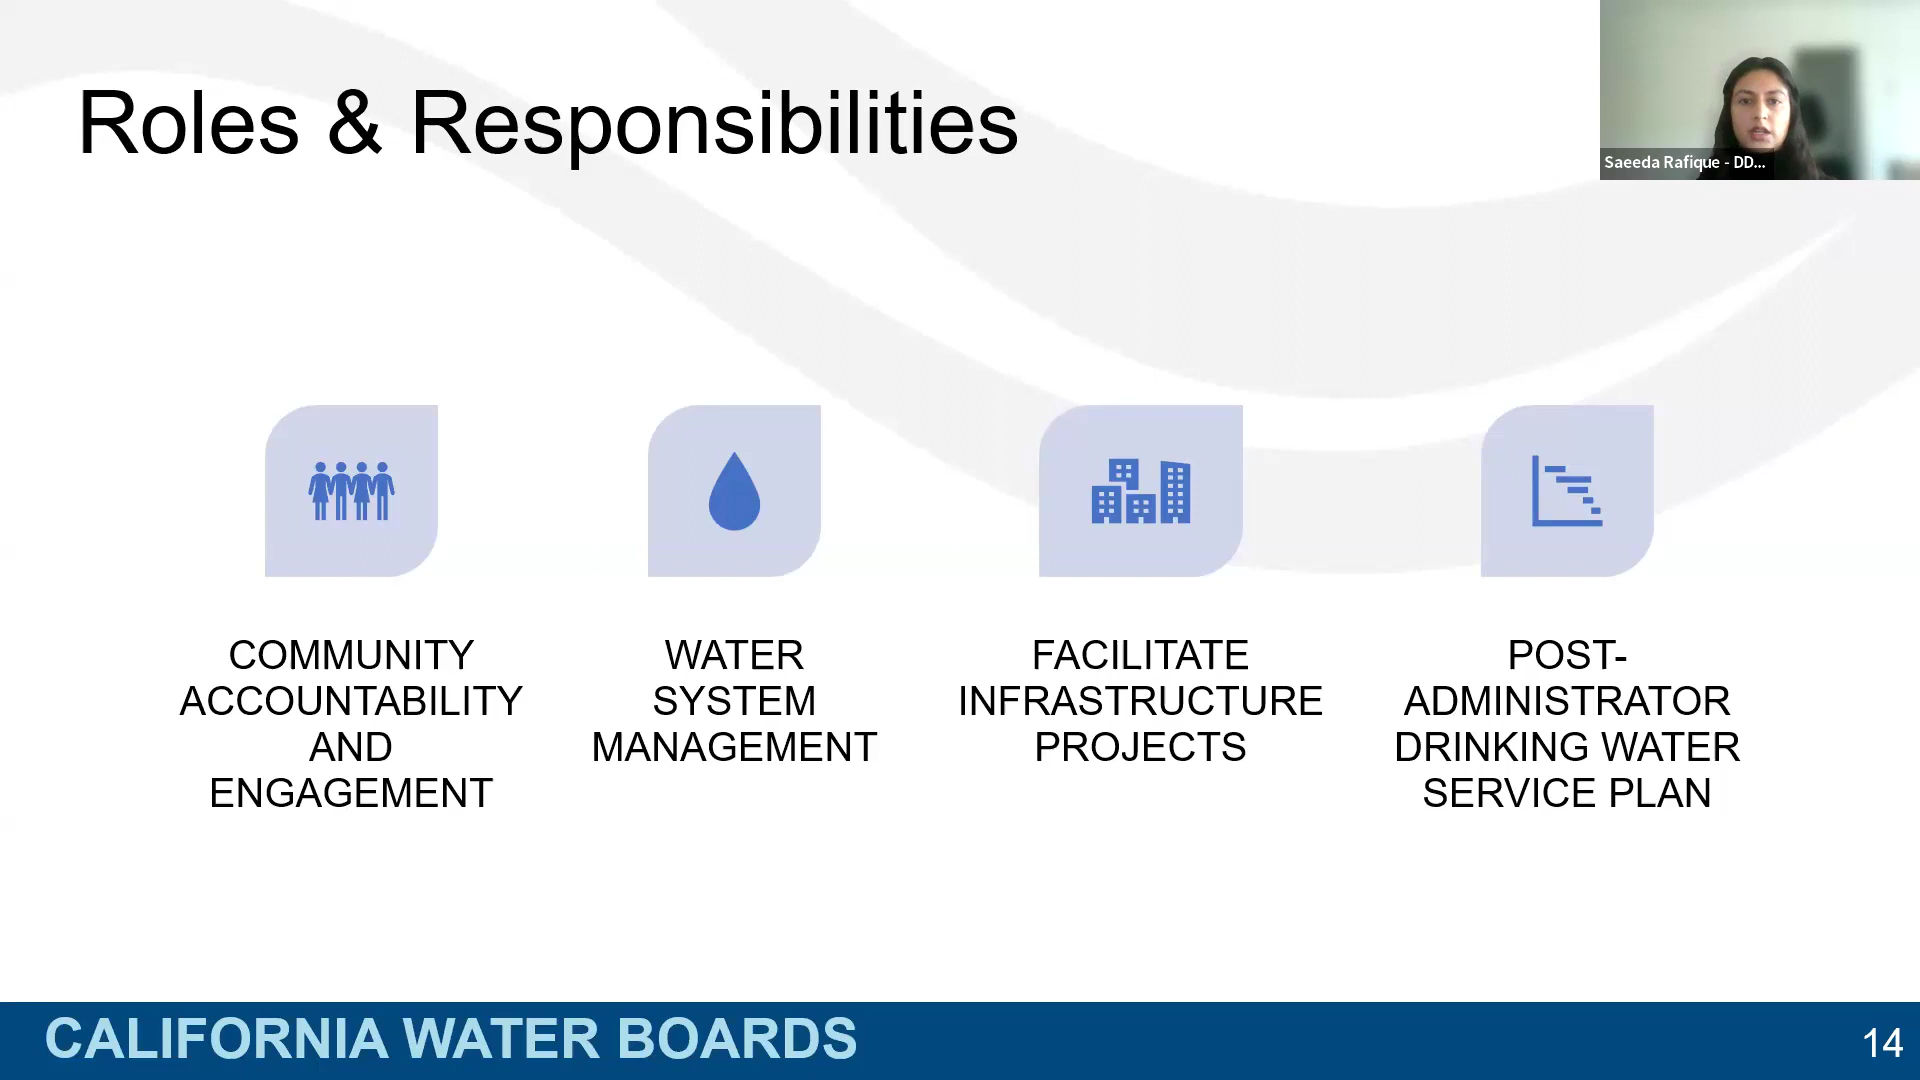 Roles & Responsibilities
Saeeda Rafique - DD...
COMMUNITY
ACCOUNTABILITY
AND
ENGAGEMENT
WATER
SYSTEM
MANAGEMENT
FACILITATE
INFRASTRUCTURE
PROJECTS
POST-
ADMINISTRATOR
DRINKING WATER
SERVICE PLAN
CALIFORNIA WATER BOARDS
14